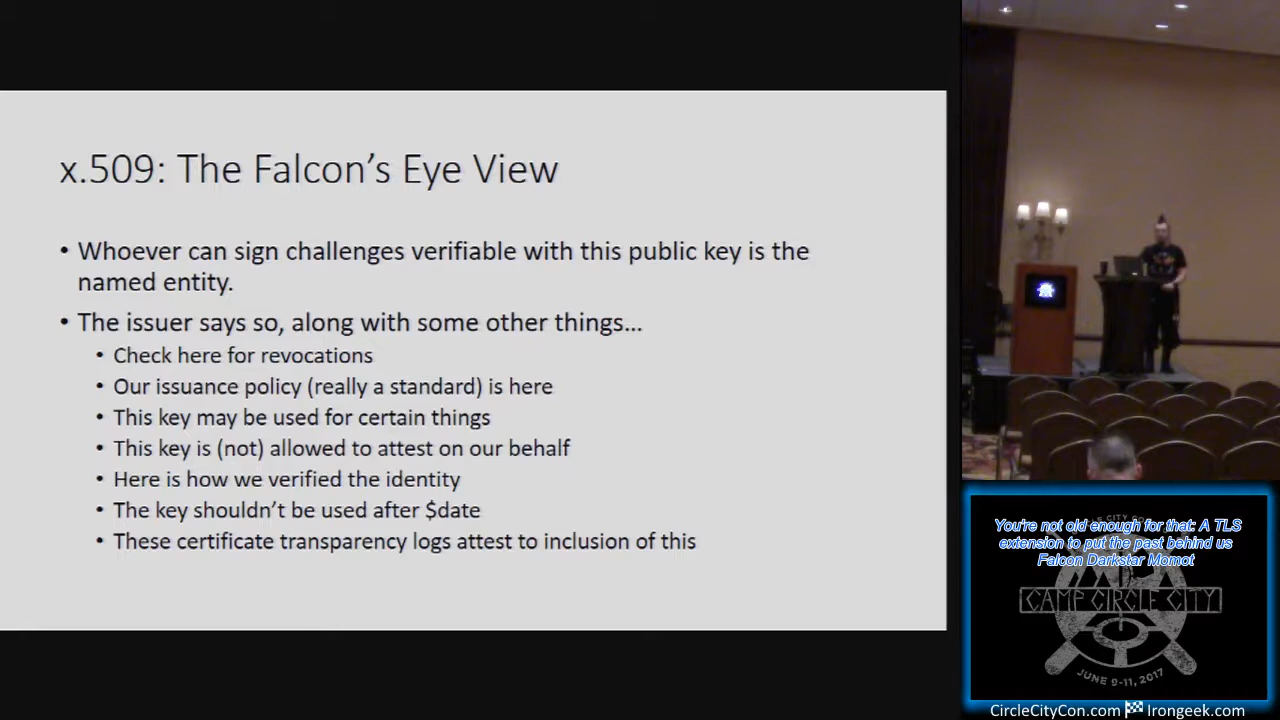 x.509: The Falcon's Eye View
• Whoever can sign challenges verifiable with this public key is the
named entity.
• The issuer says so, along with some other things...
• Check here for revocations
• Our issuance policy (really a standard) is here
• This key may be used for certain things
• This key is (not) allowed to attest on our behalf
• Here is how we verified the identity
• The key shouldn't be used after $date
• These certificate transparency logs attest to inclusion of this
You're not old enough for that: A TLS
extension to put the past behind us
Falcon Darkstar Momot
CAMP CIRCLE CITY
JUNE 9-11, 2017
CircleCityCon.com Irongeek.com